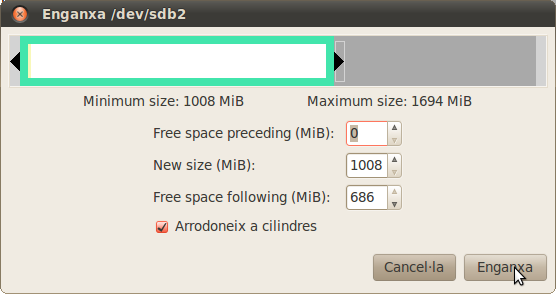 Enganxa /dev/sdb2
Minimum size: 1008 MiB Maximum size: 1694 MiB
Free space preceding (MiB): 0
New size (MiB): 1008
Free space following (MiB): 686
Arrodoneix a cilindres
Cancel·la Enganxa